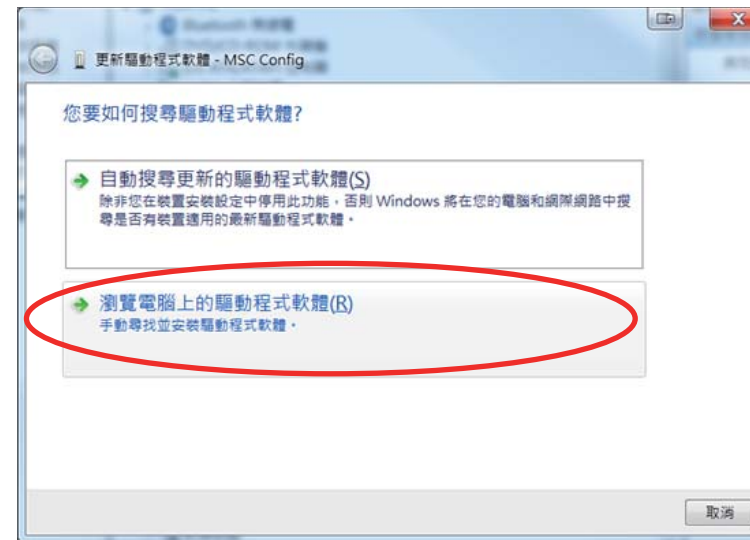 更新驅動程式軟體 - MSC Config
您要如何搜尋驅動程式軟體?
自動搜尋更新的驅動程式軟體(S)
除非您在裝置安裝設定中停用此功能，否則 Windows 將在您的電腦和網際網路中搜
尋是否有裝置適用的最新驅動程式軟體。
瀏覽電腦上的驅動程式軟體(R)
手動尋找並安裝驅動程式軟體。
取消